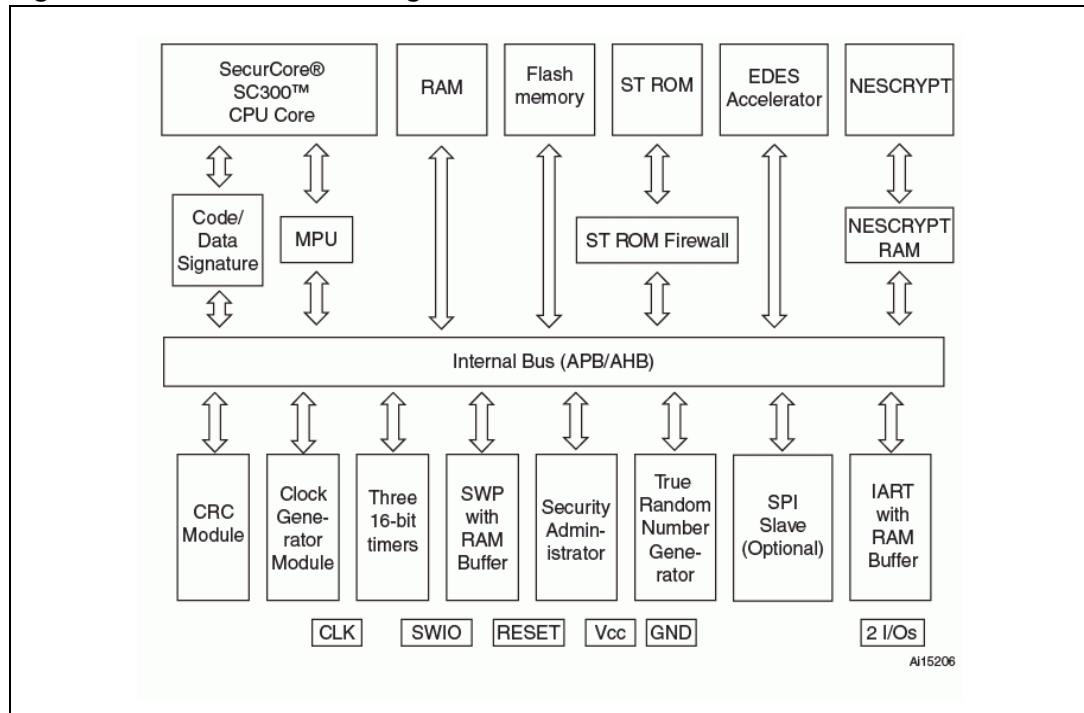 SecurCore®
SC300™
CPU Core
RAM
Flash
memory
ST ROM
EDES
Accelerator
NESCRYPT
Code/
Data
Signature
MPU
ST ROM Firewall
NESCRYPT
RAM
Internal Bus (APB/AHB)
CRC
Module
Clock
Gene-
rator
Module
Three
16-bit
timers
SWP
with
RAM
Buffer
Security
Admin-
istrator
True
Random
Number
Gene-
rator
SPI
Slave
(Optional)
IART
with
RAM
Buffer
CLK
SWIO
RESET
Vcc
GND
2 I/Os
Ai15206